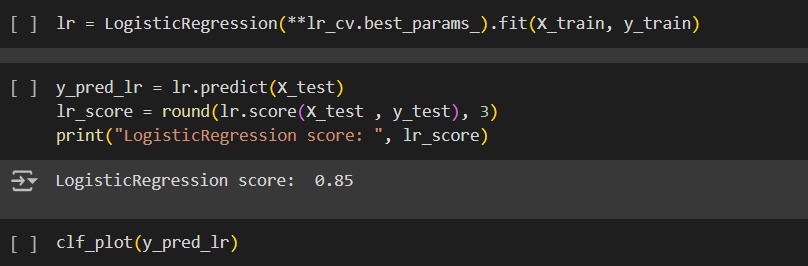 [ ] lr = LogisticRegression(**lr_cv.best_params_).fit(X_train, y_train)
[ ] y_pred_lr = lr.predict(X_test)
lr_score = round(lr.score(X_test , y_test), 3)
print("LogisticRegression score: ", lr_score)
LogisticRegression score:  0.85
[ ] clf_plot(y_pred_lr)